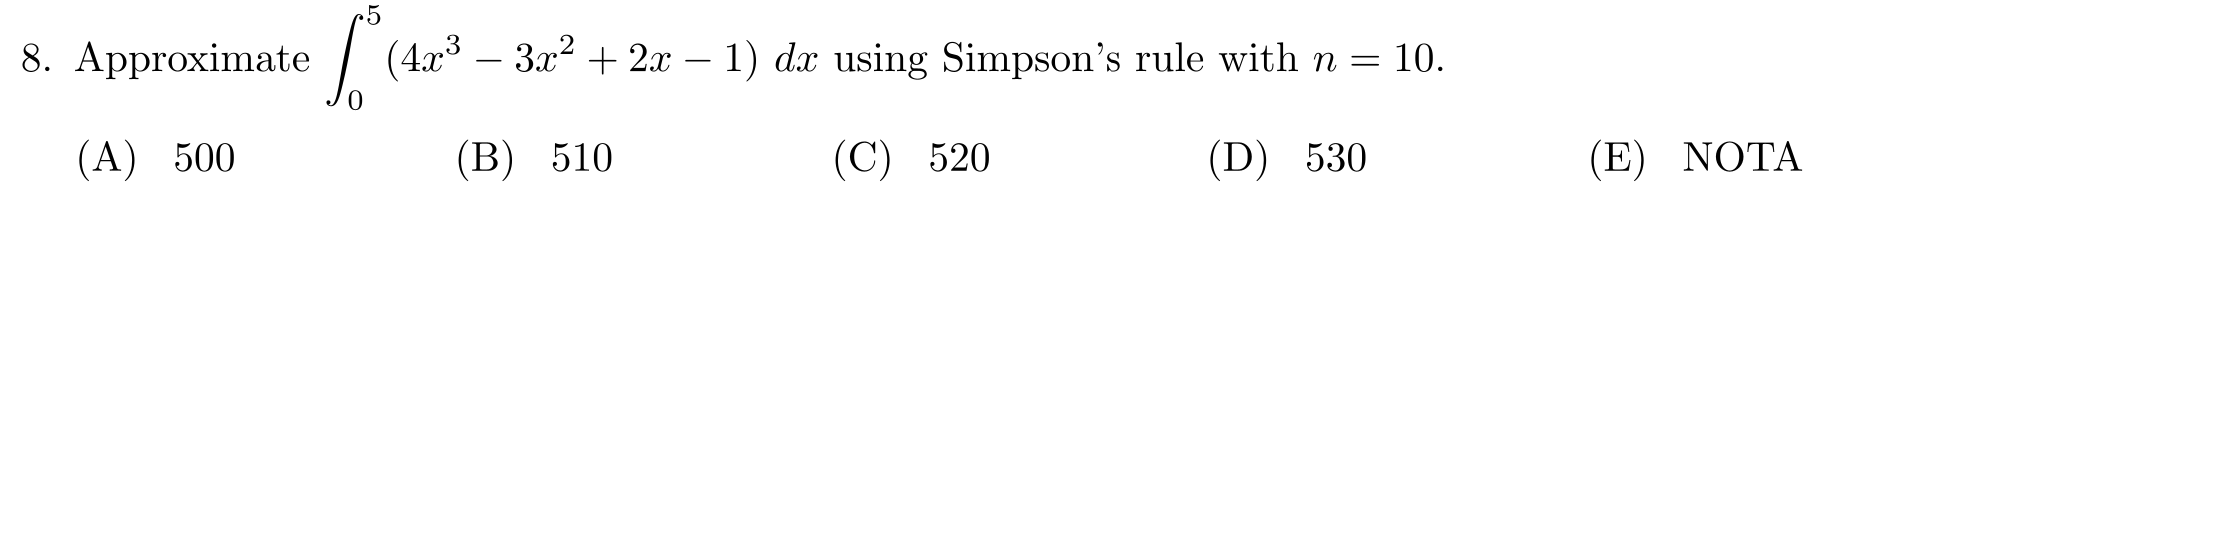 8. Approximate $\int_0^5 (4x^3 - 3x^2 + 2x - 1) \, dx$ using Simpson's rule with $n = 10$.
(A) 500 (B) 510 (C) 520 (D) 530 (E) NOTA